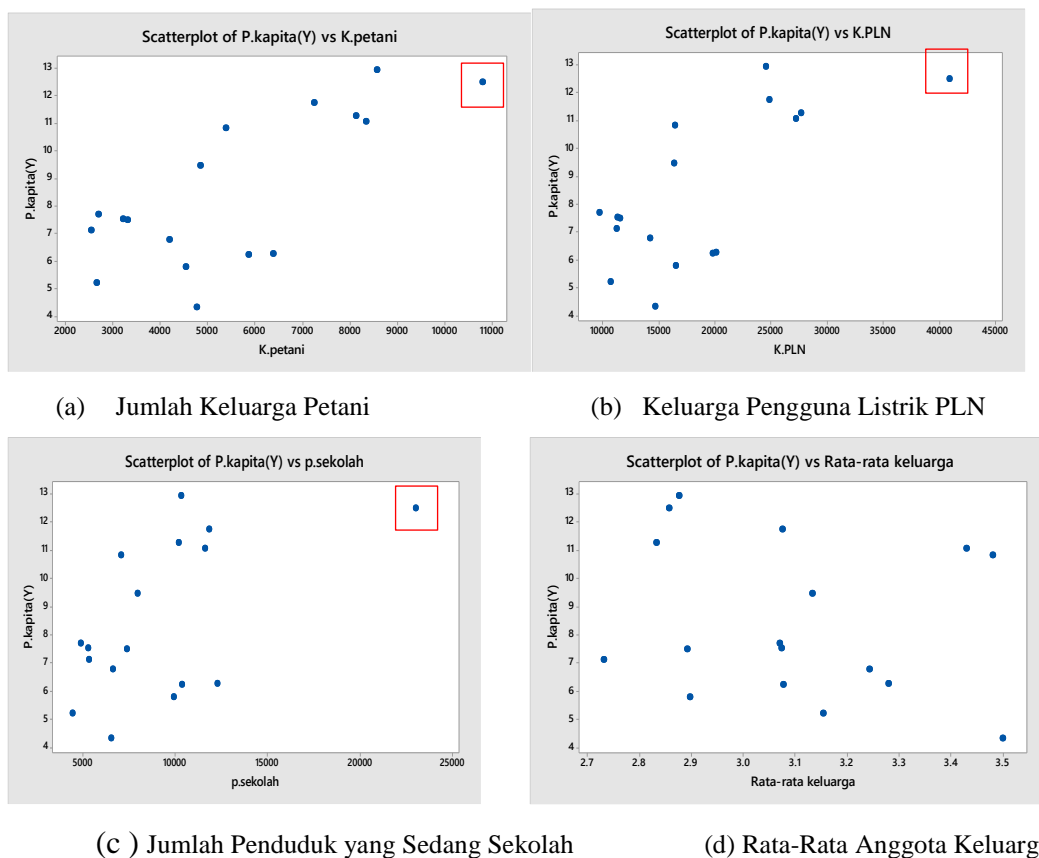 Scatterplot of P.kapita(Y) vs K.petani
13
12
11
10
9
8
7
6
5
4
P.kapita(Y)
2000 3000 4000 5000 6000 7000 8000 9000 10000 11000
K.petani
Scatterplot of P.kapita(Y) vs K.PLN
13
12
11
10
9
8
7
6
5
4
P.kapita(Y)
10000 15000 20000 25000 30000 35000 40000 45000
K.PLN
(a) Jumlah Keluarga Petani
(b) Keluarga Pengguna Listrik PLN
Scatterplot of P.kapita(Y) vs p.sekolah
13
12
11
10
9
8
7
6
5
4
P.kapita(Y)
5000 10000 15000 20000 25000
p.sekolah
Scatterplot of P.kapita(Y) vs Rata-rata keluarga
13
12
11
10
9
8
7
6
5
4
P.kapita(Y)
2.7 2.8 2.9 3.0 3.1 3.2 3.3 3.4 3.5
Rata-rata keluarga
(c ) Jumlah Penduduk yang Sedang Sekolah
(d) Rata-Rata Anggota Keluarg